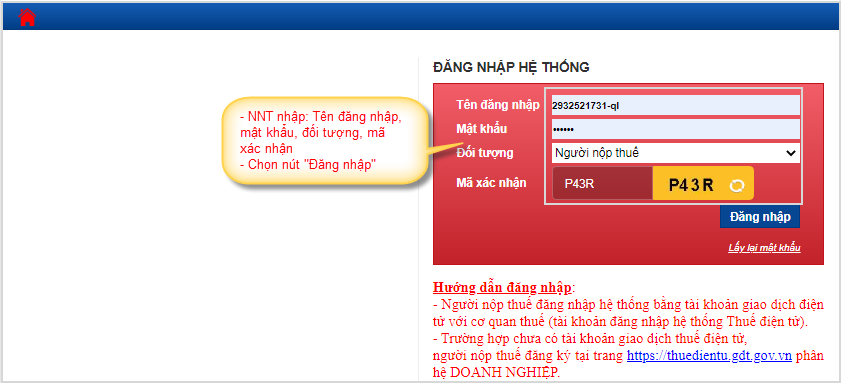 ĐĂNG NHẬP HỆ THỐNG
- NNT nhập: Tên đăng nhập,
mật khẩu, đối tượng, mã
xác nhận
- Chọn nút "Đăng nhập"
Tên đăng nhập 2932521731-ql
Mật khẩu ••••••
Đối tượng Người nộp thuế
Mã xác nhận P43R P43R
Đăng nhập
Lấy lại mật khẩu
Hướng dẫn đăng nhập:
- Người nộp thuế đăng nhập hệ thống bằng tài khoản giao dịch điện
tử với cơ quan thuế (tài khoản đăng nhập hệ thống Thuế điện tử).
- Trường hợp chưa có tài khoản giao dịch điện tử,
người nộp thuế đăng ký tại trang https://thuedientu.gdt.gov.vn phân
hệ DOANH NGHIỆP.